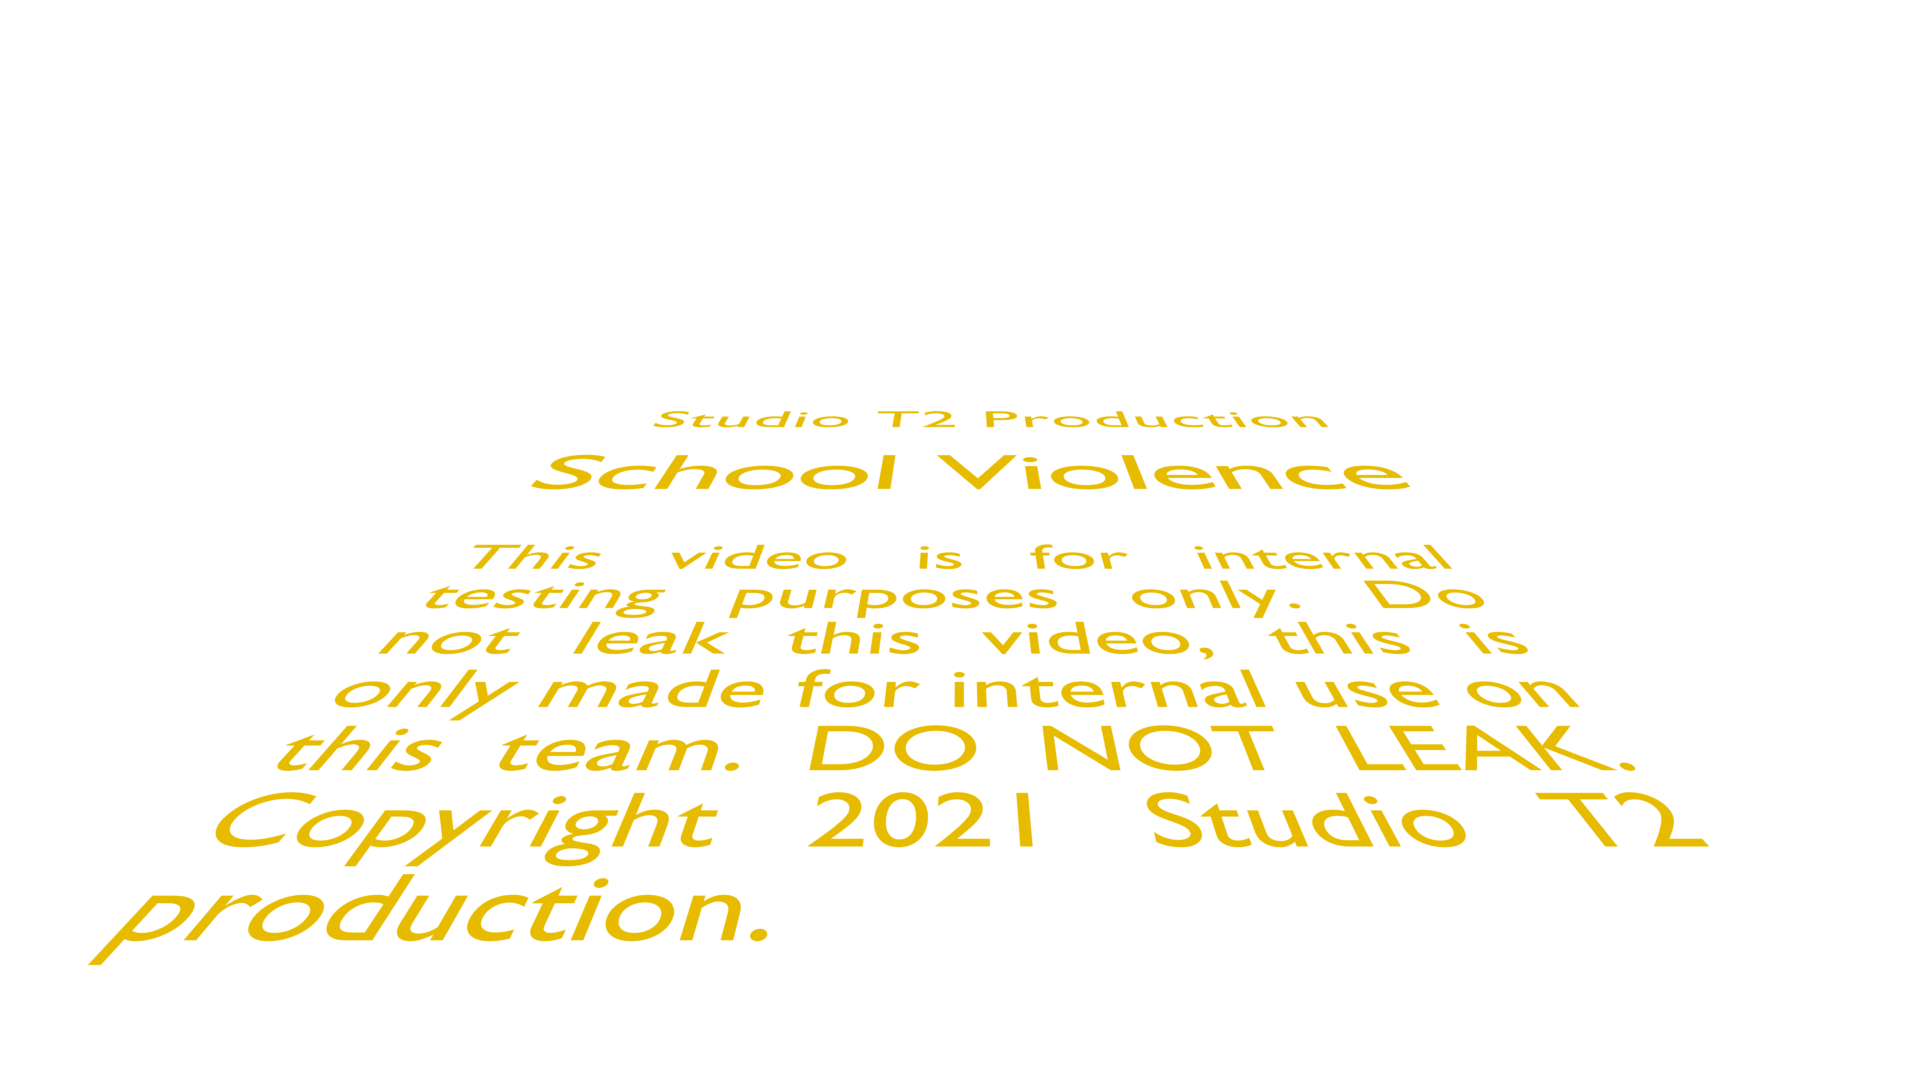 Studio T2 Production
School Violence
This video is for internal
testing purposes only. Do
not leak this video, this is
only made for internal use on
this team. DO NOT LEAK.
Copyright 2021 Studio T2
production.